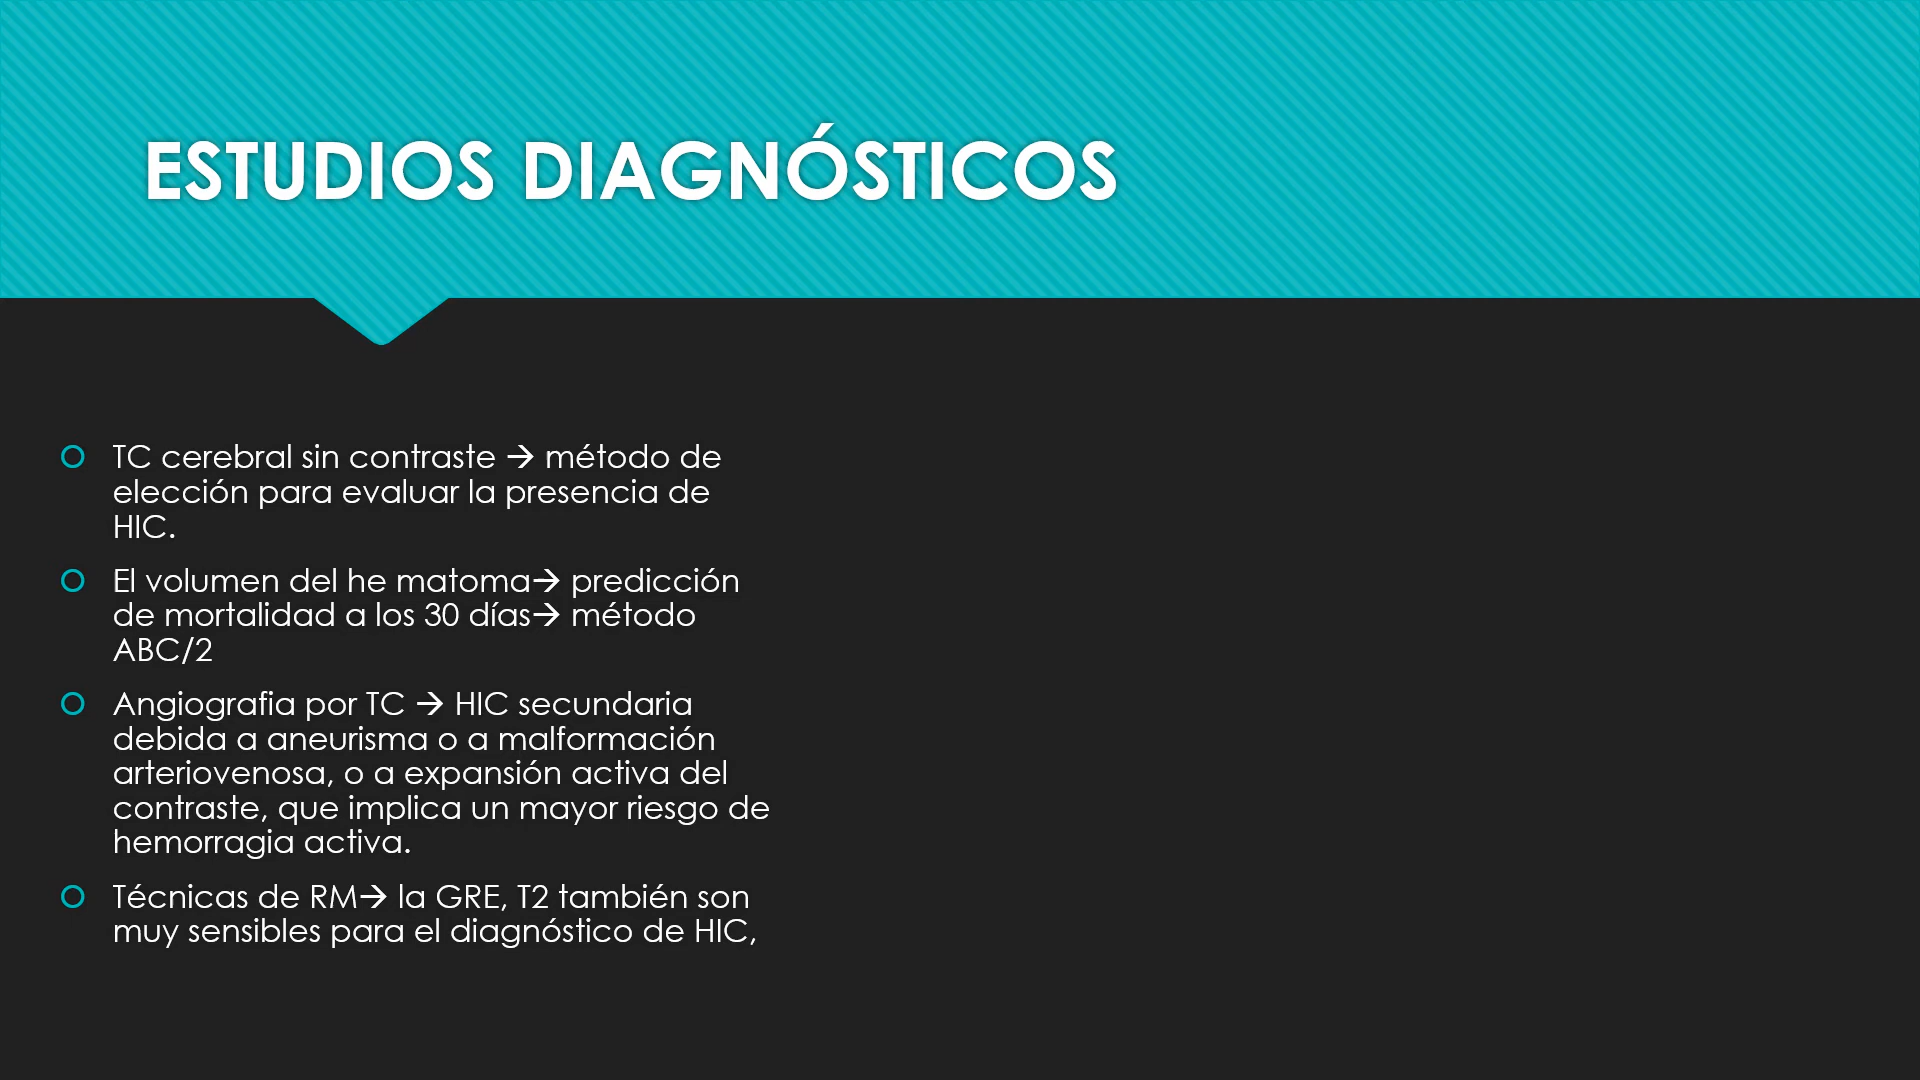 ESTUDIOS DIAGNÓSTICOS
TC cerebral sin contraste → método de
elección para evaluar la presencia de
HIC.
El volumen del he matoma→ predicción
de mortalidad a los 30 días→ método
ABC/2
Angiografia por TC → HIC secundaria
debida a aneurisma o a malformación
arteriovenosa, o a expansión activa del
contraste, que implica un mayor riesgo de
hemorragia activa.
Técnicas de RM→ la GRE, T2 también son
muy sensibles para el diagnóstico de HIC,